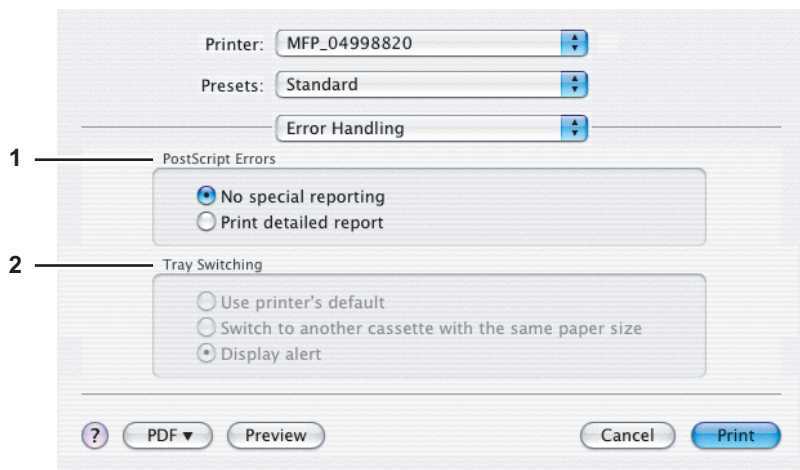 Printer: MFP_04998820
Presets: Standard
Error Handling
1 PostScript Errors
No special reporting
Print detailed report
2 Tray Switching
Use printer's default
Switch to another cassette with the same paper size
Display alert
? PDF ▼ Preview Cancel Print